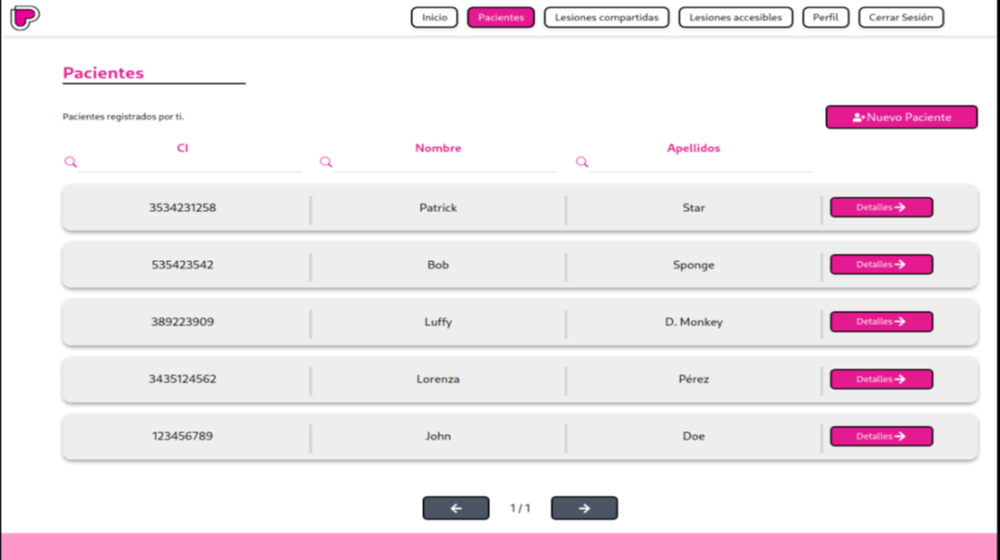 Inicio Pacientes Lesiones compartidas Lesiones accesibles Perfil Cerrar Sesión
Pacientes
Pacientes registrados por ti.
Nuevo Paciente
CI Nombre Apellidos
3534231258 Patrick Star Detalles
535423542 Bob Sponge Detalles
389223909 Luffy D. Monkey Detalles
3435124562 Lorenza Pérez Detalles
123456789 John Doe Detalles
1 / 1